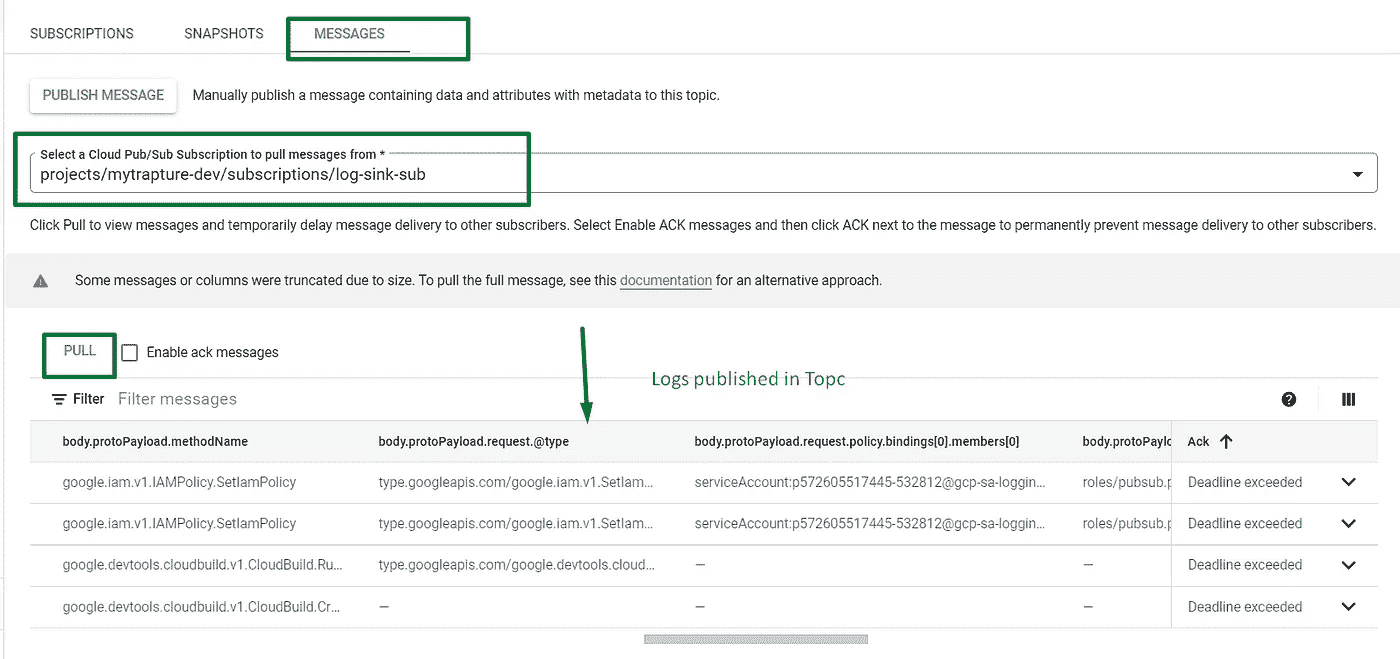 SUBSCRIPTIONS SNAPSHOTS MESSAGES
PUBLISH MESSAGE Manually publish a message containing data and attributes with metadata to this topic.
Select a Cloud Pub/Sub Subscription to pull messages from *
projects/mytrapture-dev/subscriptions/log-sink-sub
Click Pull to view messages and temporarily delay message delivery to other subscribers. Select Enable ACK messages and then click ACK next to the message to permanently prevent message delivery to other subscribers.
Some messages or columns were truncated due to size. To pull the full message, see this documentation for an alternative approach.
PULL Enable ack messages
Logs published in Topc
Filter Filter messages
body.protoPayload.methodName body.protoPayload.request.@type body.protoPayload.request.policy.bindings[0].members[0] body.protoPaylo Ack
google.iam.v1.IAMPolicy.SetIamPolicy type.googleapis.com/google.iam.v1.SetIam... serviceAccount:p572605517445-532812@gcp-sa-loggin... roles/pubsub.p Deadline exceeded
google.iam.v1.IAMPolicy.SetIamPolicy type.googleapis.com/google.iam.v1.SetIam... serviceAccount:p572605517445-532812@gcp-sa-loggin... roles/pubsub.p Deadline exceeded
google.devtools.cloudbuild.v1.CloudBuild.Ru... type.googleapis.com/google.devtools.cloud... — — Deadline exceeded
google.devtools.cloudbuild.v1.CloudBuild.Cr... — — — Deadline exceeded